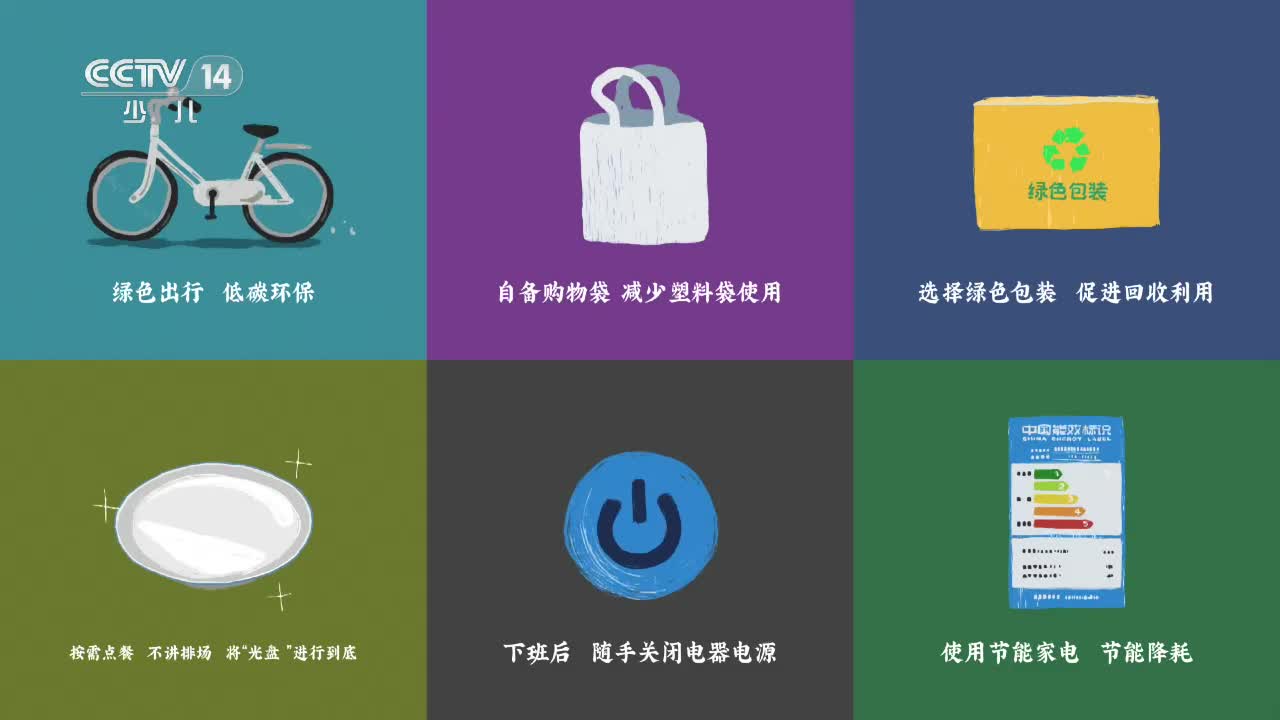 CCTV 14
少儿
绿色包装
绿色出行 低碳环保
自备购物袋 减少塑料袋使用
选择绿色包装 促进回收利用
中国能效标识
CHINA ENERGY LABEL
1
2
3
4
5
按需点餐 不讲排场 将“光盘”进行到底
下班后 随手关闭电器电源
使用节能家电 节能降耗